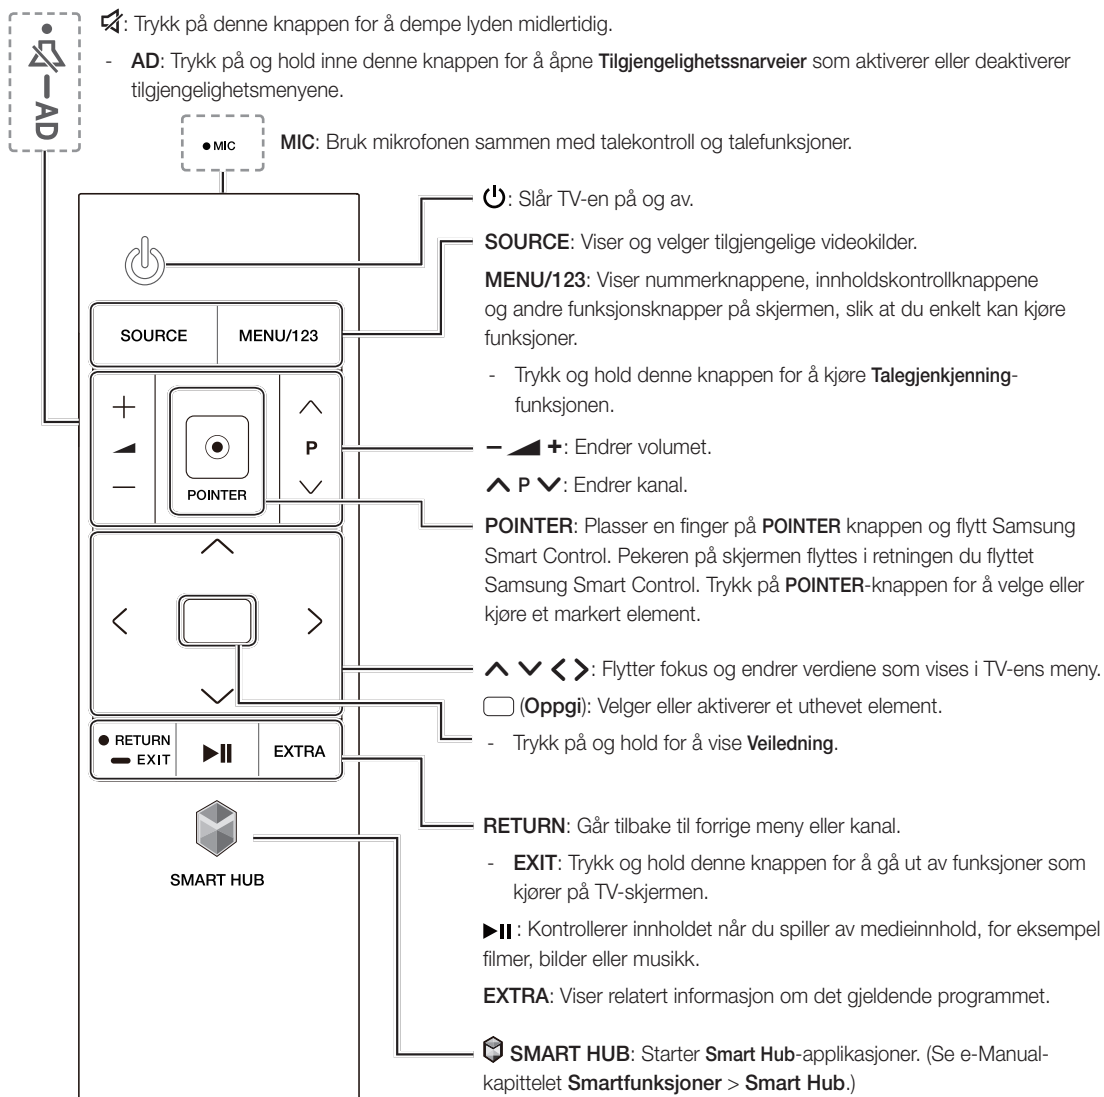 : Trykk på denne knappen for å dempe lyden midlertidig.
- AD: Trykk på og hold inne denne knappen for å åpne Tilgjengelighetssnarveier som aktiverer eller deaktiverer
tilgjengelighetsmenyene.
AD
MIC
MIC: Bruk mikrofonen sammen med talekontroll og talefunksjoner.
: Slår TV-en på og av.
SOURCE: Viser og velger tilgjengelige videokilder.
MENU/123: Viser nummerknappene, innholdskontrollknappene
og andre funksjonsknapper på skjermen, slik at du enkelt kan kjøre
funksjoner.
- Trykk og hold denne knappen for å kjøre Talegjenkjenning-
funksjonen.
SOURCE
MENU/123
P
POINTER
− +: Endrer volumet.
P : Endrer kanal.
POINTER: Plasser en finger på POINTER knappen og flytt Samsung
Smart Control. Pekeren på skjermen flyttes i retningen du flyttet
Samsung Smart Control. Trykk på POINTER-knappen for å velge eller
kjøre et markert element.
: Flytter fokus og endrer verdiene som vises i TV-ens meny.
(Oppgi): Velger eller aktiverer et uthevet element.
- Trykk på og hold for å vise Veiledning.
RETURN
EXIT
EXTRA
SMART HUB
RETURN: Går tilbake til forrige meny eller kanal.
- EXIT: Trykk og hold denne knappen for å gå ut av funksjoner som
kjører på TV-skjermen.
: Kontrollerer innholdet når du spiller av medieinnhold, for eksempel
filmer, bilder eller musikk.
EXTRA: Viser relatert informasjon om det gjeldende programmet.
SMART HUB: Starter Smart Hub-applikasjoner. (Se e-Manual-
kapittelet Smartfunksjoner > Smart Hub.)